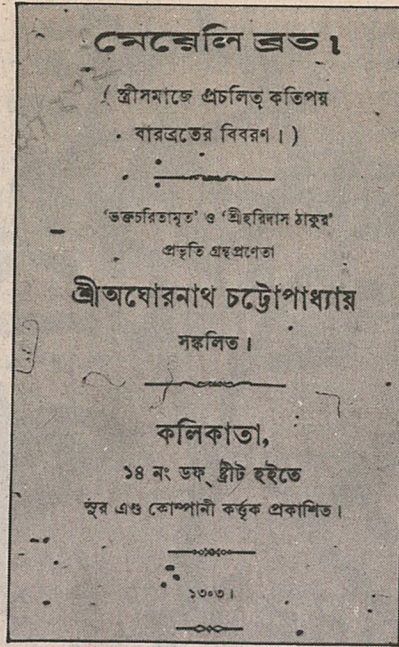 মেয়েলি ব্রত।
( স্ত্রীসমাজে প্রচলিত কতিপয়
বারব্রতের বিবরণ। )
'ভক্তচরিতামৃত' ও 'শ্রীহরিদাস ঠাকুর'
প্রভৃতি গ্রন্থপ্রণেতা
শ্রীঅঘোরনাথ চট্টোপাধ্যায়
সঙ্কলিত।
কলিকাতা,
১৪ নং ডফ্ ষ্ট্রীট হইতে
সুর এণ্ড কোম্পানী কর্ত্তৃক প্রকাশিত।
১৩০৩।